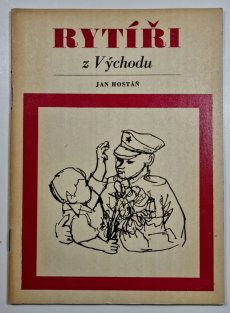 RYTÍŘI
z Východu
JAN HOSTÁŇ